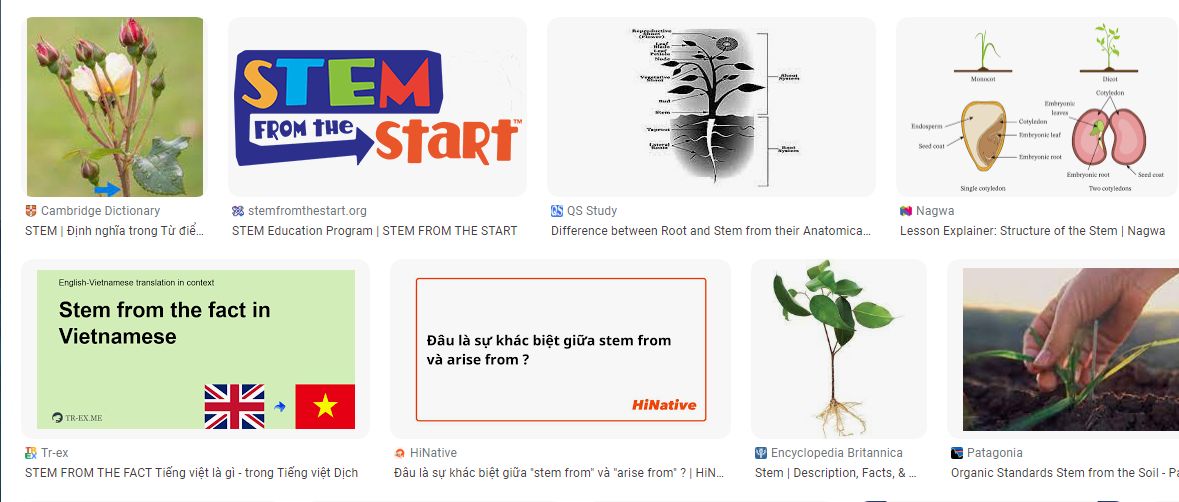 STEM
FROM THE
START™
Reproductive
Shoot
(Flower)
Leaf
Blade
Leaf
Petiole
Node
Vegetative
Shoot
Bud
Stem
Taproot
Lateral
Roots
System
Root
System
Monocot
Dicot
Cotyledon
Embryonic
leaves
Endosperm
Cotyledon
Seed coat
Embryonic leaf
Embryonic root
Embryonic root
Seed coat
Single cotyledon
Two cotyledons
Cambridge Dictionary
STEM | Định nghĩa trong Từ điể...
stemfromthestart.org
STEM Education Program | STEM FROM THE START
QS Study
Difference between Root and Stem from their Anatomica...
Nagwa
Lesson Explainer: Structure of the Stem | Nagwa
English-Vietnamese translation in context
Stem from the fact in
Vietnamese
TR-EX.ME
Đâu là sự khác biệt giữa stem from
và arise from ?
HiNative
Tr-ex
STEM FROM THE FACT Tiếng việt là gì - trong Tiếng việt Dịch
HiNative
Đâu là sự khác biệt giữa "stem from" và "arise from" ? | HiN...
Encyclopedia Britannica
Stem | Description, Facts, & ...
Patagonia
Organic Standards Stem from the Soil - Pa